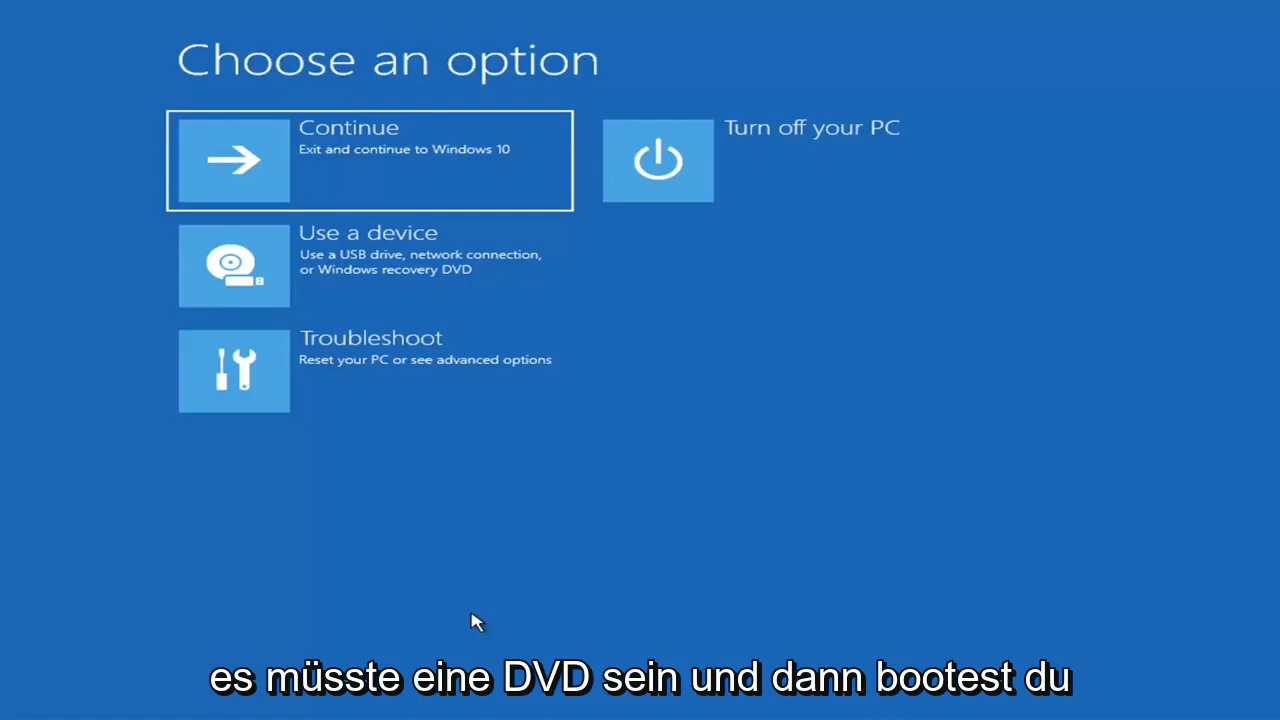 Choose an option
Continue
Exit and continue to Windows 10
Turn off your PC
Use a device
Use a USB drive, network connection,
or Windows recovery DVD
Troubleshoot
Reset your PC or see advanced options
es müsste eine DVD sein und dann bootest du